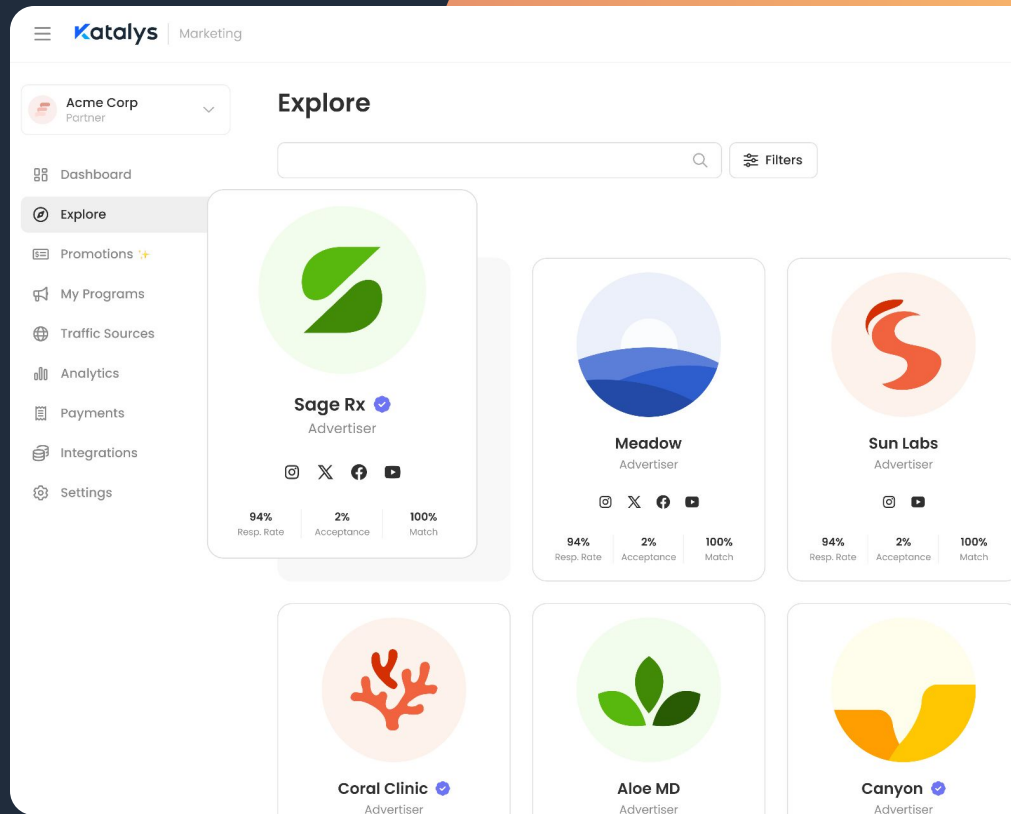 Katalys Marketing
Acme Corp
Partner
Dashboard
Explore
Promotions
My Programs
Traffic Sources
Analytics
Payments
Integrations
Settings
Explore
Filters
Sage Rx
Advertiser
94% 2% 100%
Resp. Rate Acceptance Match
Meadow
Advertiser
94% 2% 100%
Resp. Rate Acceptance Match
Sun Labs
Advertiser
94% 2% 100%
Resp. Rate Acceptance Match
Coral Clinic
Advertiser
Aloe MD
Advertiser
Canyon
Advertiser